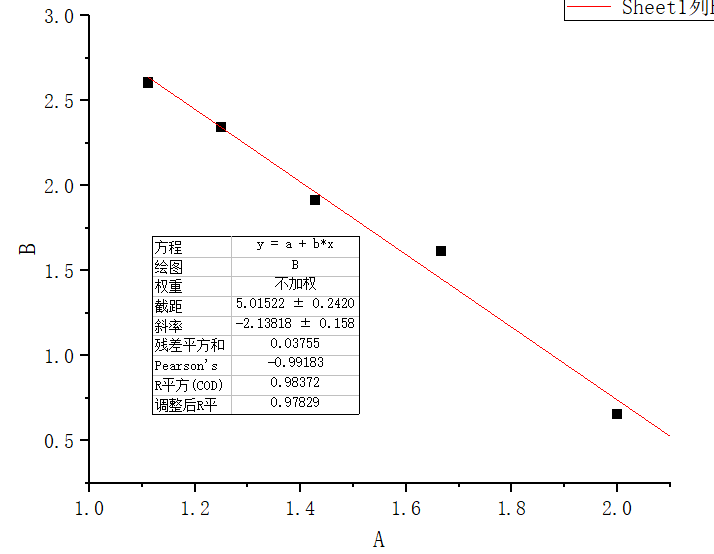 Sheet1列
3.0
2.5
2.0
1.5
1.0
0.5
B
方程 y = a + b*x
绘图 B
权重 不加权
截距 5.01522 ± 0.2420
斜率 -2.13818 ± 0.158
残差平方和 0.03755
Pearson's -0.99183
R平方(COD) 0.98372
调整后R平 0.97829
1.0 1.2 1.4 1.6 1.8 2.0
A